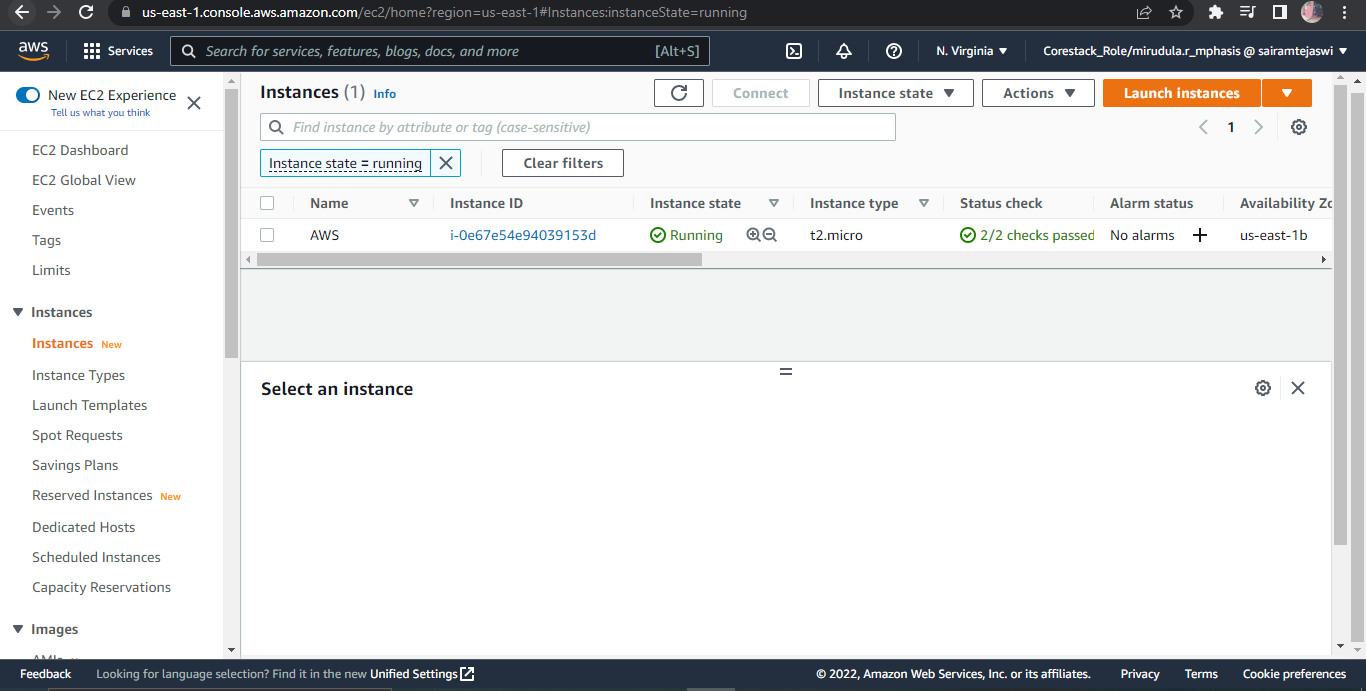 us-east-1.console.aws.amazon.com/ec2/home?region=us-east-1#Instances:instanceState=running
aws
Services
Search for services, features, blogs, docs, and more
[Alt+S]
N. Virginia
Corestack_Role/mirudula.r_mphasis @ sairamtejaswi
New EC2 Experience
Tell us what you think
EC2 Dashboard
EC2 Global View
Events
Tags
Limits
Instances
Instances New
Instance Types
Launch Templates
Spot Requests
Savings Plans
Reserved Instances New
Dedicated Hosts
Scheduled Instances
Capacity Reservations
Images
Instances (1) Info
Connect
Instance state
Actions
Launch instances
Find instance by attribute or tag (case-sensitive)
1
Instance state = running
Clear filters
Name Instance ID Instance state Instance type Status check Alarm status Availability Zo
AWS i-0e67e54e94039153d Running t2.micro 2/2 checks passed No alarms us-east-1b
Select an instance
Feedback Looking for language selection? Find it in the new Unified Settings © 2022, Amazon Web Services, Inc. or its affiliates. Privacy Terms Cookie preferences